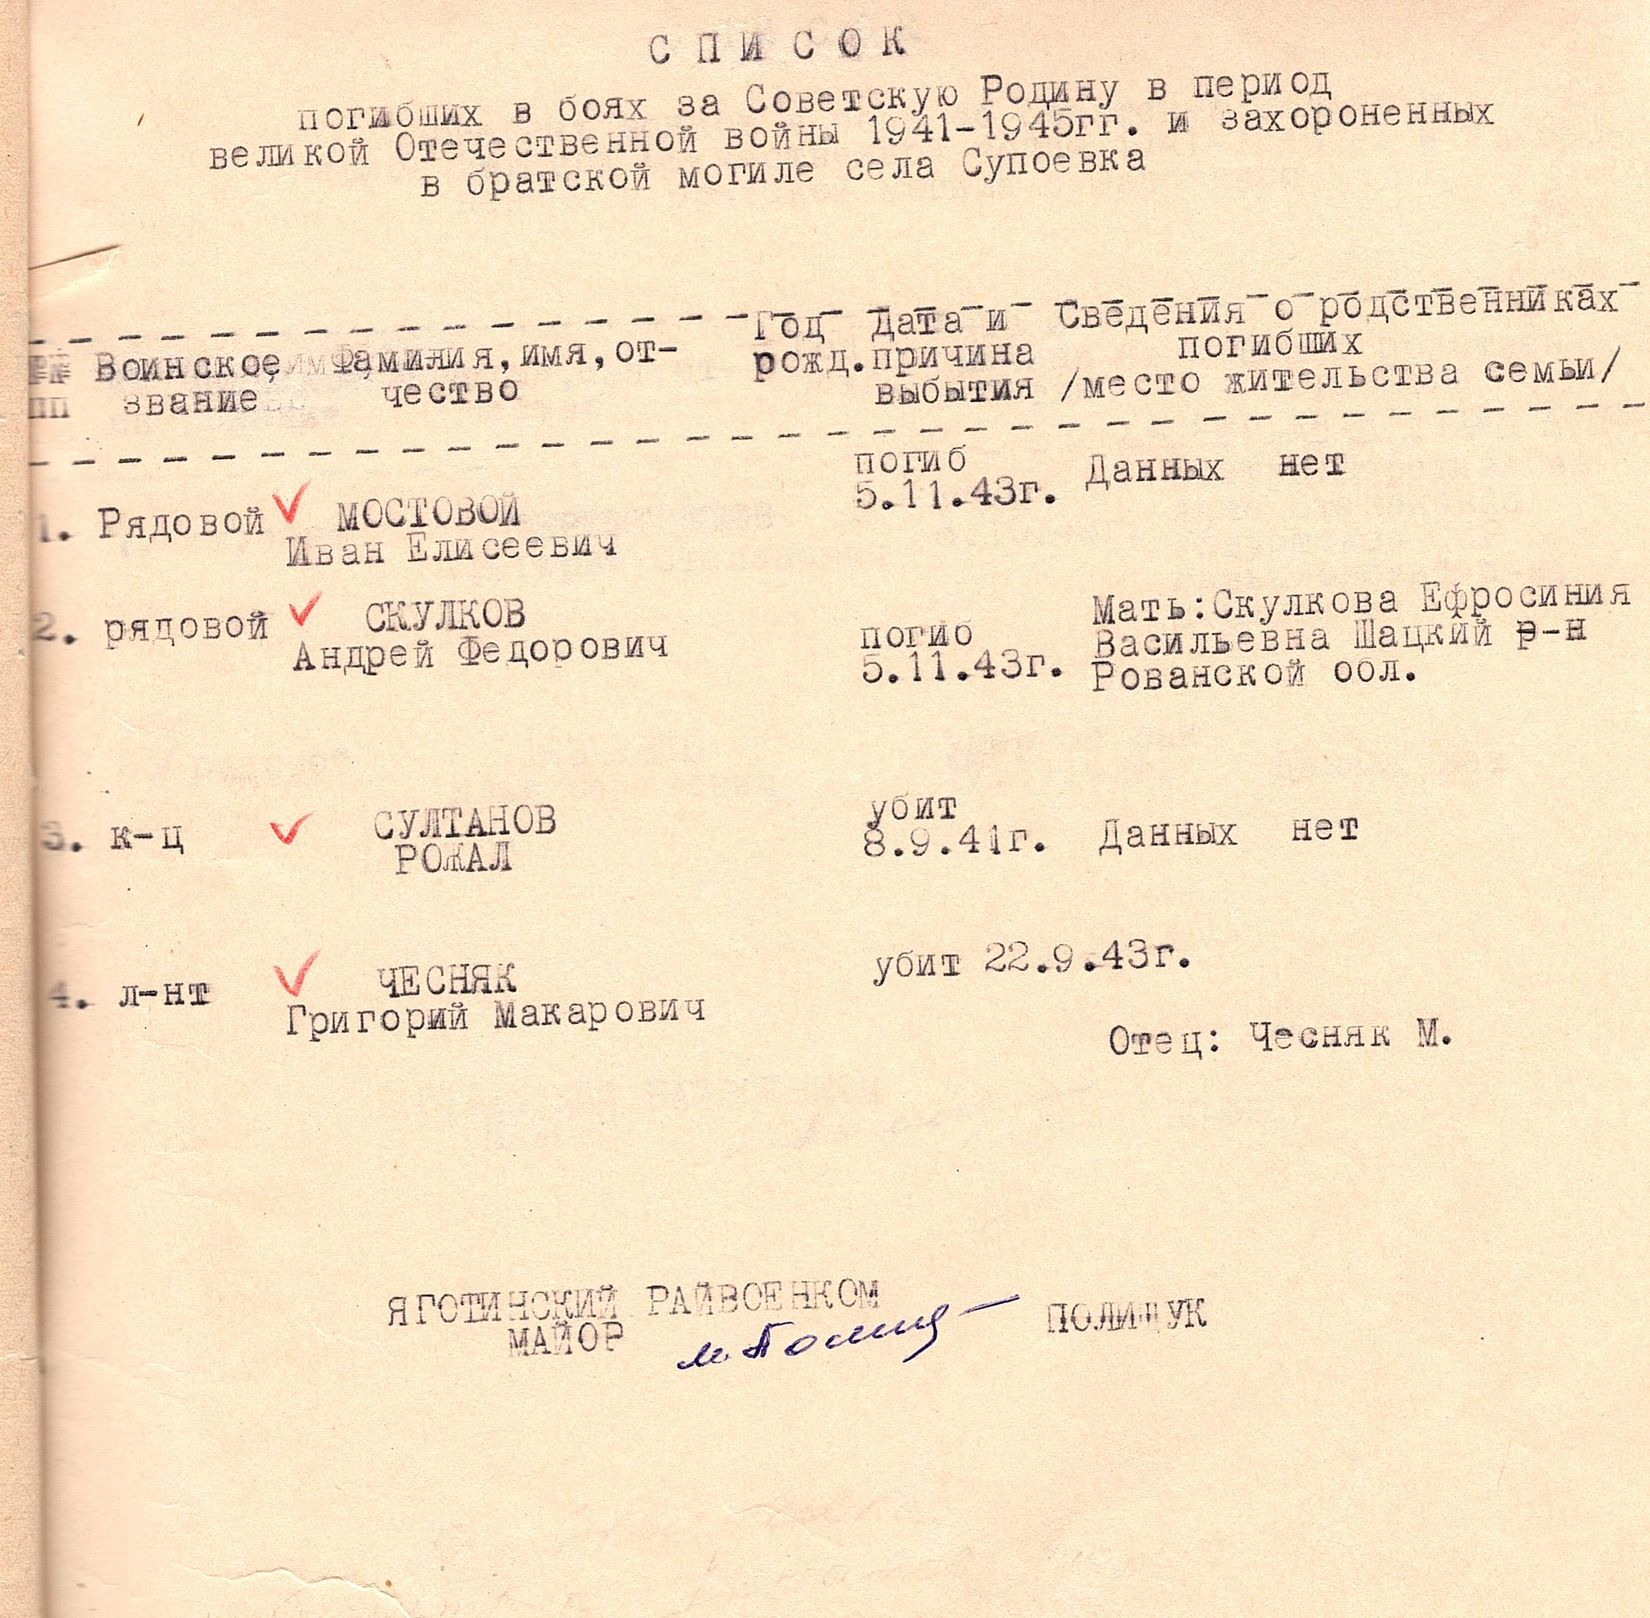 СПИСОК
погибших в боях за Советскую Родину в период
великой Отечественной войны 1941-1945гг. и захороненных
в братской могиле села Супоевка
№№ Воинское Фамилия, имя, от- Год Дата и Сведения о родственниках
пп звание чество рожд. причина погибших
выбытия /место жительства семьи/
1. Рядовой МОСТОВОЙ погиб Данных нет
Иван Елисеевич 5.11.43г.
2. рядовой СКУЛКОВ погиб Мать: Скулкова Ефросиния
Андрей Федорович 5.11.43г. Васильевна Шацкий р-н
Рованской обл.
3. к-ц СУЛТАНОВ убит Данных нет
РОЖАЛ 8.9.41г.
4. л-нт ЧЕСНЯК убит 22.9.43г.
Григорий Макарович
Отец: Чесняк М.
ЯГОТИНСКИЙ РАЙВОЕНКОМ
МАЙОР ПОЛИЩУК